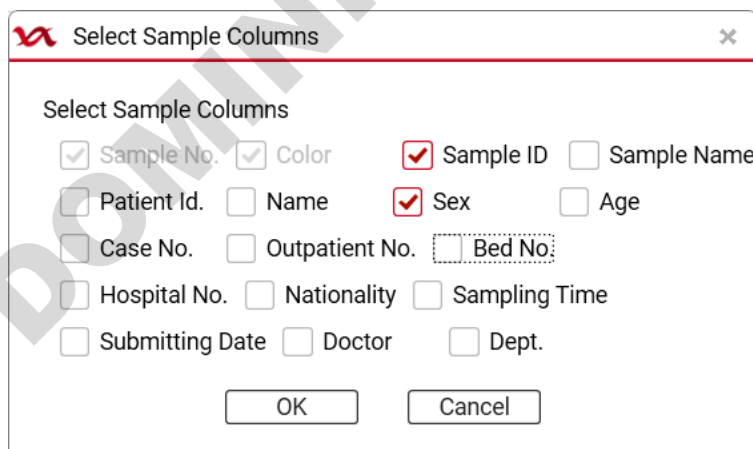 Select Sample Columns
Select Sample Columns
Sample No. Color Sample ID Sample Name
Patient Id. Name Sex Age
Case No. Outpatient No. Bed No.
Hospital No. Nationality Sampling Time
Submitting Date Doctor Dept.
OK Cancel
DOMIN